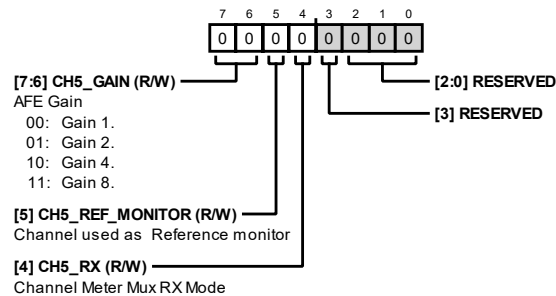 7 6 5 4 3 2 1 0
0 0 0 0 0 0 0 0
[7:6] CH5_GAIN (R/W)
AFE Gain
00: Gain 1.
01: Gain 2.
10: Gain 4.
11: Gain 8.
[5] CH5_REF_MONITOR (R/W)
Channel used as Reference monitor
[4] CH5_RX (R/W)
Channel Meter Mux RX Mode
[2:0] RESERVED
[3] RESERVED